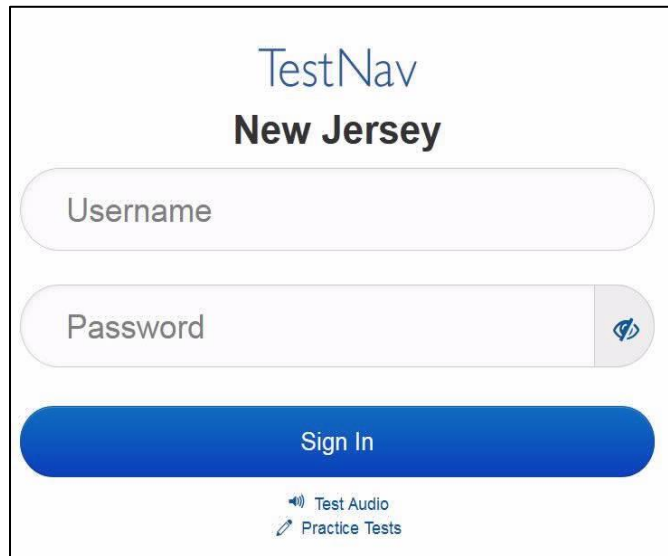 TestNav
New Jersey
Username
Password
Sign In
Test Audio
Practice Tests